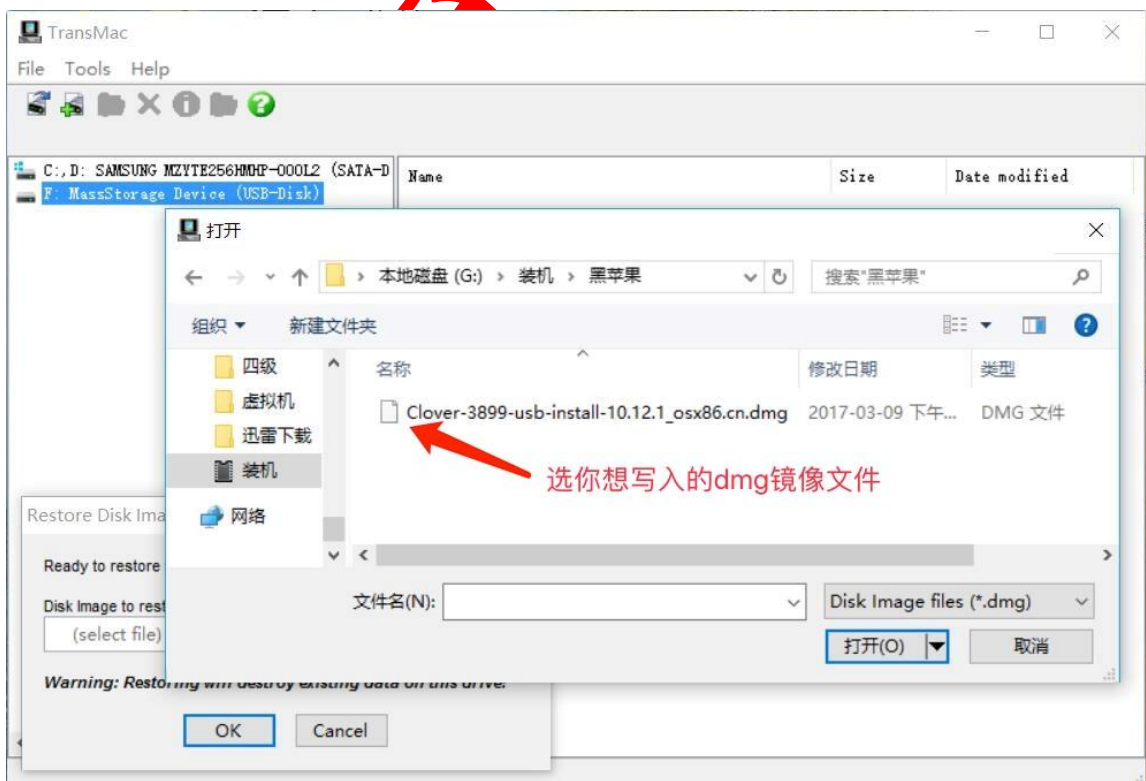 TransMac
File Tools Help
C:,D: SAMSUNG MZYTE256HMHP-000L2 (SATA-D
Name Size Date modified
F: MassStorage Device (USB-Disk)
打开
本地磁盘 (G:) › 装机 › 黑苹果
搜索"黑苹果"
组织 新建文件夹
四级
名称 修改日期 类型
虚拟机
Clover-3899-usb-install-10.12.1_osx86.cn.dmg 2017-03-09 下午... DMG 文件
迅雷下载
装机
选你想写入的dmg镜像文件
Restore Disk Ima
网络
Ready to restore
文件名(N): Disk Image files (*.dmg)
Disk Image to rest
(select file)
打开(O) 取消
Warning: Restoring will destroy existing data on this drive.
OK Cancel